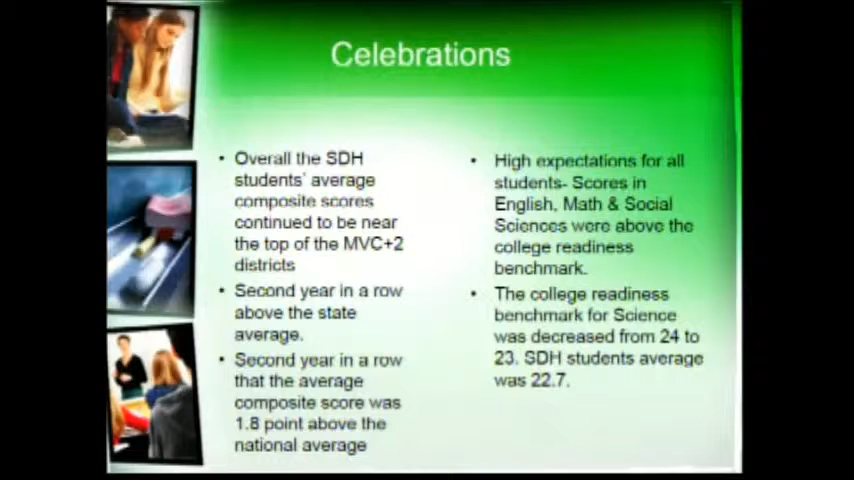 Celebrations
• Overall the SDH
students' average
composite scores
continued to be near
the top of the MVC+2
districts
• Second year in a row
above the state
average.
• Second year in a row
that the average
composite score was
1.8 point above the
national average
• High expectations for all
students- Scores in
English, Math & Social
Sciences were above the
college readiness
benchmark.
• The college readiness
benchmark for Science
was decreased from 24 to
23. SDH students average
was 22.7.